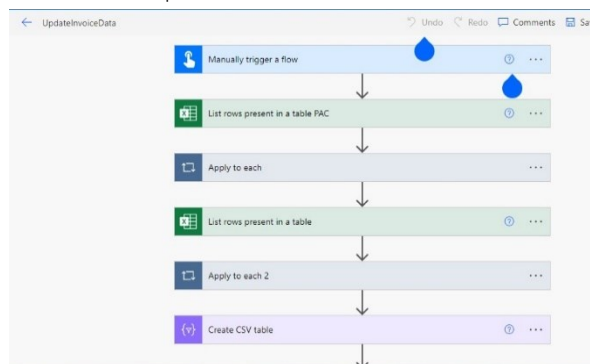 UpdateInvoiceData Undo Redo Comments
Manually trigger a flow
List rows present in a table PAC
Apply to each
List rows present in a table
Apply to each 2
{v} Create CSV table